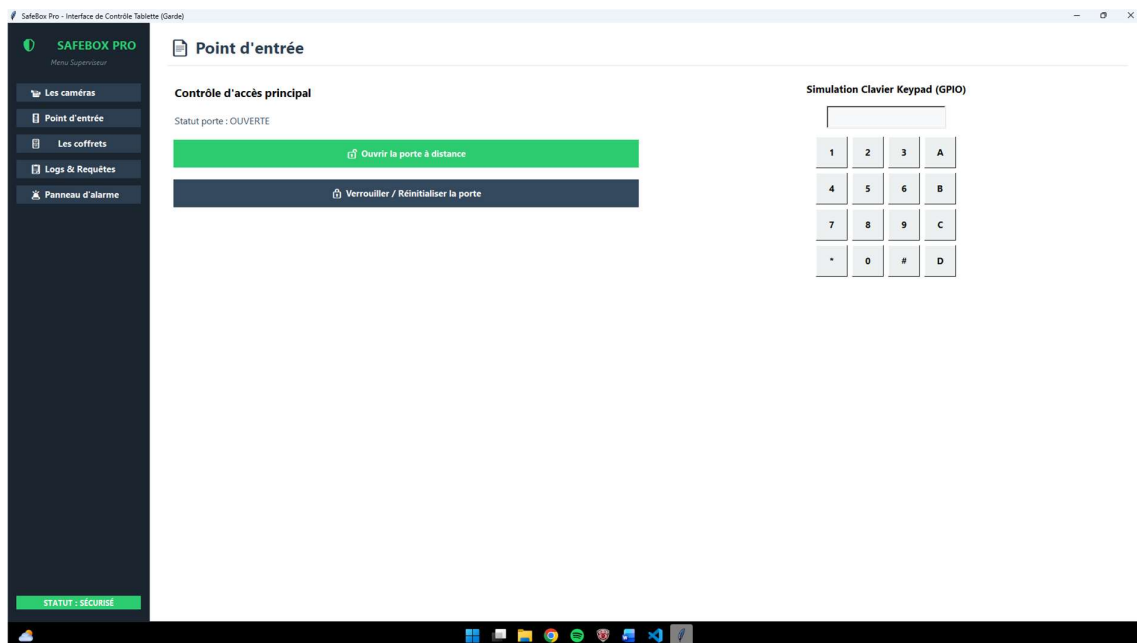 SafeBox Pro - Interface de Contrôle Tablette (Garde)
SAFEBOX PRO
Menu Superviseur
Les caméras
Point d'entrée
Les coffrets
Logs & Requêtes
Panneau d'alarme
STATUT : SÉCURISÉ
Point d'entrée
Contrôle d'accès principal
Statut porte : OUVERTE
Ouvrir la porte à distance
Verrouiller / Réinitialiser la porte
Simulation Clavier Keypad (GPIO)
1 2 3 A
4 5 6 B
7 8 9 C
* 0 # D